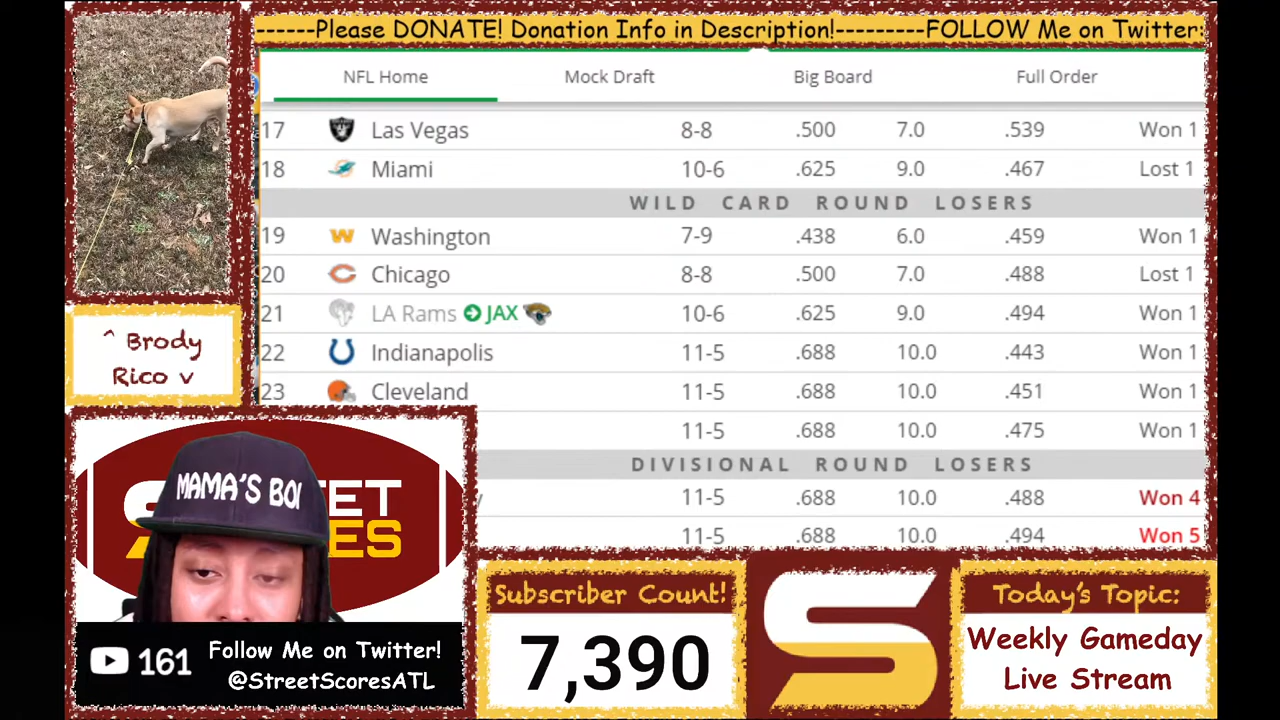 ------Please DONATE! Donation Info in Description!---------FOLLOW Me on Twitter:
NFL Home Mock Draft Big Board Full Order
17 Las Vegas 8-8 .500 7.0 .539 Won 1
18 Miami 10-6 .625 9.0 .467 Lost 1
WILD CARD ROUND LOSERS
19 Washington 7-9 .438 6.0 .459 Won 1
20 Chicago 8-8 .500 7.0 .488 Lost 1
21 LA Rams JAX 10-6 .625 9.0 .494 Won 1
22 Indianapolis 11-5 .688 10.0 .443 Won 1
23 Cleveland 11-5 .688 10.0 .451 Won 1
11-5 .688 10.0 .475 Won 1
DIVISIONAL ROUND LOSERS
11-5 .688 10.0 .488 Won 4
11-5 .688 10.0 .494 Won 5
^ Brody
Rico v
MAMA'S BOI
161
Follow Me on Twitter!
@StreetScoresATL
Subscriber Count!
7,390
S
Today's Topic:
Weekly Gameday
Live Stream